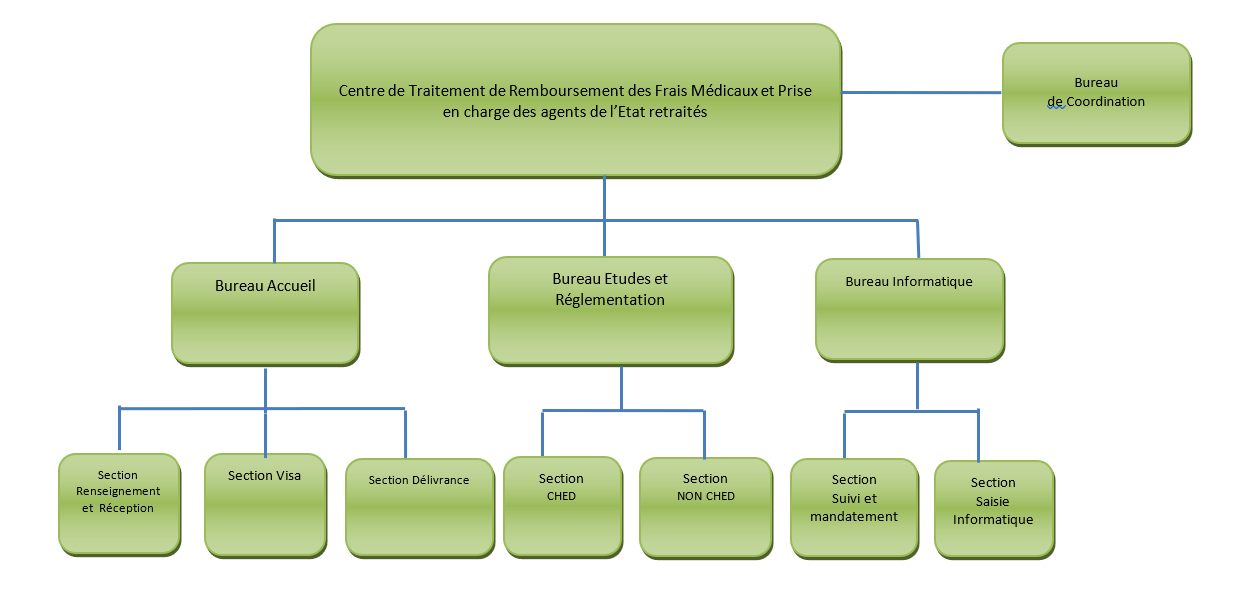 Centre de Traitement de Remboursement des Frais Médicaux et Prise
en charge des agents de l'Etat retraités
Bureau
de Coordination
Bureau Accueil
Bureau Etudes et
Réglementation
Bureau Informatique
Section
Renseignement
et Réception
Section Visa
Section Délivrance
Section
CHED
Section
NON CHED
Section
Suivi et
mandatement
Section
Saisie
Informatique